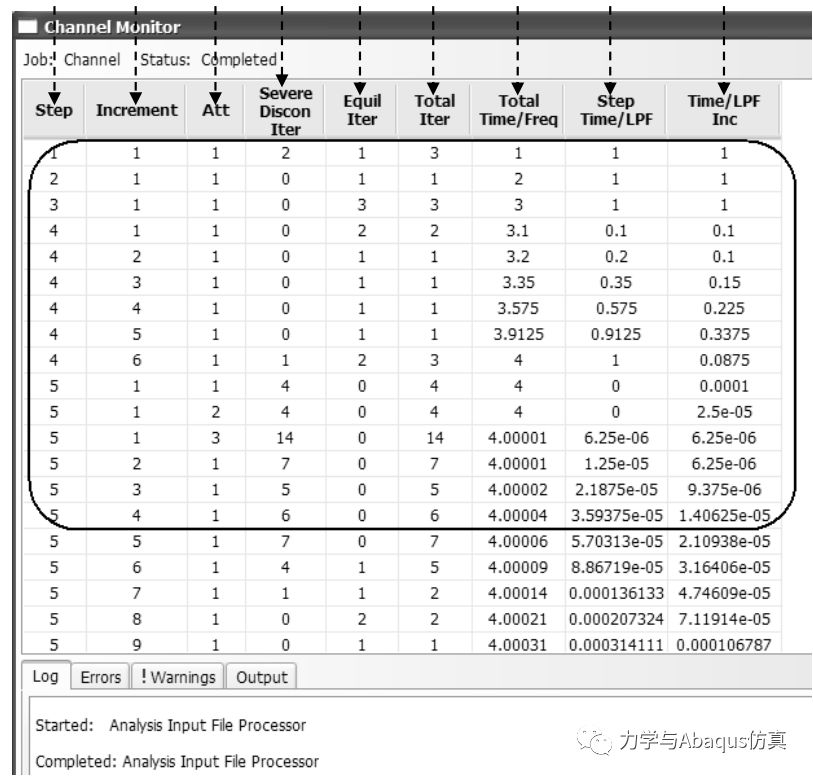 Channel Monitor
Job: Channel Status: Completed
Step Increment Att Severe Discon Iter Equil Iter Total Iter Total Time/Freq Step Time/LPF Time/LPF Inc
1 1 1 2 1 3 1 1 1
2 1 1 0 1 1 2 1 1
3 1 1 0 3 3 3 1 1
4 1 1 0 2 2 3.1 0.1 0.1
4 2 1 0 1 1 3.2 0.2 0.1
4 3 1 0 1 1 3.35 0.35 0.15
4 4 1 0 1 1 3.575 0.575 0.225
4 5 1 0 1 1 3.9125 0.9125 0.3375
4 6 1 1 2 3 4 1 0.0875
5 1 1 4 0 4 4 0 0.0001
5 1 2 4 0 4 4 0 2.5e-05
5 1 3 14 0 14 4.00001 6.25e-06 6.25e-06
5 2 1 7 0 7 4.00001 1.25e-05 6.25e-06
5 3 1 5 0 5 4.00002 2.1875e-05 9.375e-06
5 4 1 6 0 6 4.00004 3.59375e-05 1.40625e-05
5 5 1 7 0 7 4.00006 5.70313e-05 2.10938e-05
5 6 1 4 1 5 4.00009 8.86719e-05 3.16406e-05
5 7 1 1 1 2 4.00014 0.000136133 4.74609e-05
5 8 1 0 2 2 4.00021 0.000207324 7.11914e-05
5 9 1 0 1 1 4.00031 0.000314111 0.000106787
Log Errors ! Warnings Output
Started: Analysis Input File Processor
Completed: Analysis Input File Processor
力学与Abaqus仿真